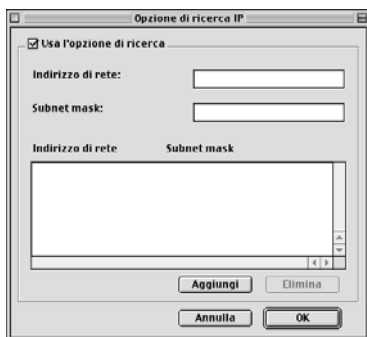 Opzione di ricerca IP
Usa l'opzione di ricerca
Indirizzo di rete:
Subnet mask:
Indirizzo di rete Subnet mask
Aggiungi Elimina
Annulla OK